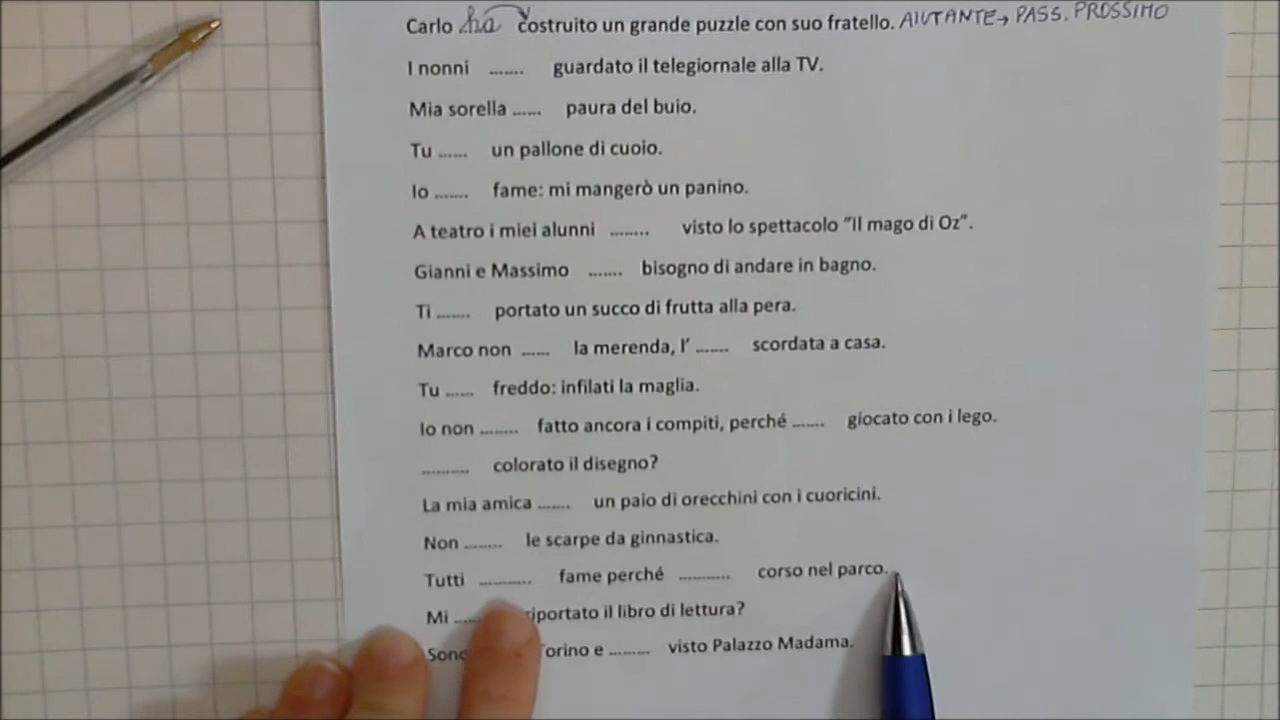 Carlo ha costruito un grande puzzle con suo fratello. AIUTANTE→ PASS. PROSSIMO
I nonni ........ guardato il telegiornale alla TV.
Mia sorella ...... paura del buio.
Tu ...... un pallone di cuoio.
Io ....... fame: mi mangerò un panino.
A teatro i miei alunni ........ visto lo spettacolo “Il mago di Oz”.
Gianni e Massimo ....... bisogno di andare in bagno.
Ti ....... portato un succo di frutta alla pera.
Marco non ...... la merenda, l’ ....... scordata a casa.
Tu ...... freddo: infilati la maglia.
Io non ........ fatto ancora i compiti, perché ....... giocato con i lego.
.......... colorato il disegno?
La mia amica ....... un paio di orecchini con i cuoricini.
Non ........ le scarpe da ginnastica.
Tutti ........... fame perché ........... corso nel parco.
Mi ...... riportato il libro di lettura?
e ......... visto Palazzo Madama.